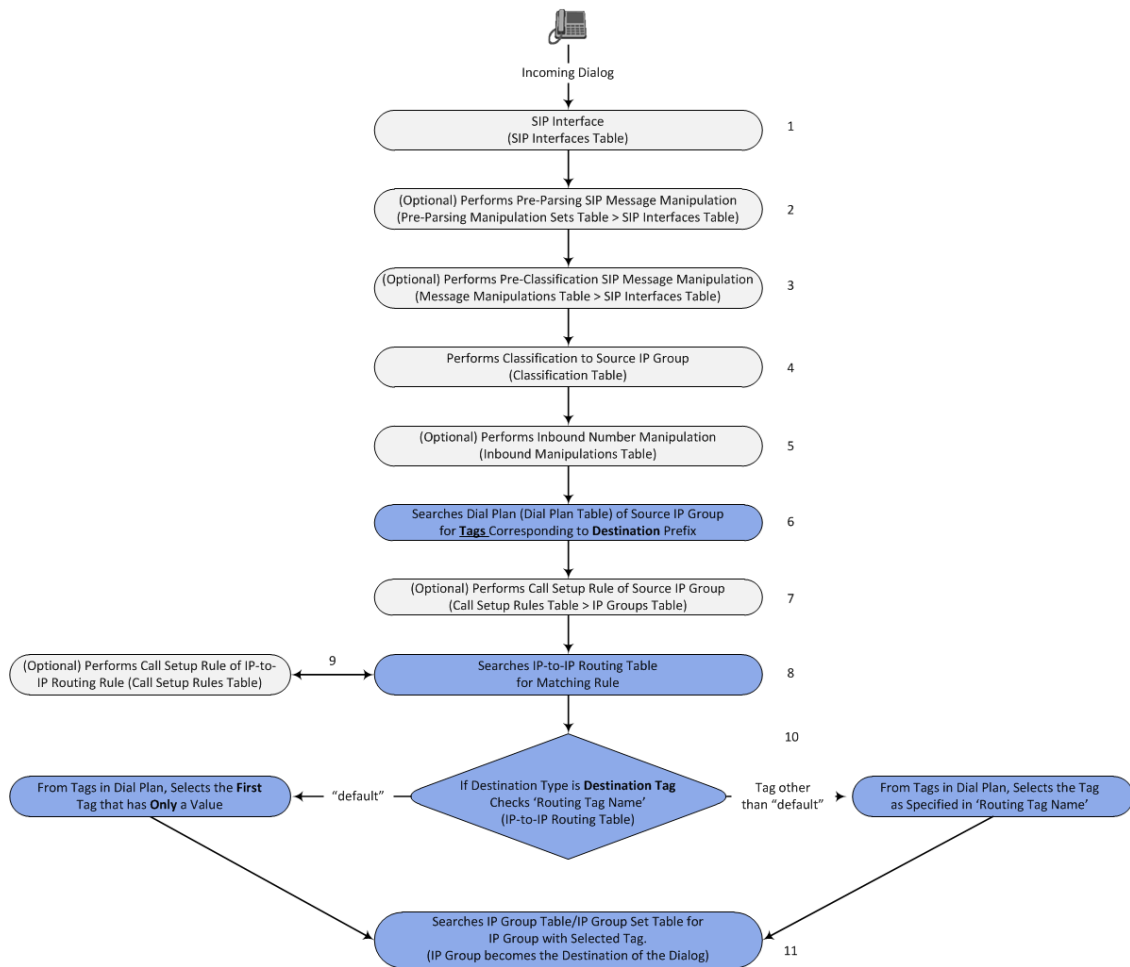 Incoming Dialog
SIP Interface
(SIP Interfaces Table)
1
(Optional) Performs Pre-Parsing SIP Message Manipulation
(Pre-Parsing Manipulation Sets Table > SIP Interfaces Table)
2
(Optional) Performs Pre-Classification SIP Message Manipulation
(Message Manipulations Table > SIP Interfaces Table)
3
Performs Classification to Source IP Group
(Classification Table)
4
(Optional) Performs Inbound Number Manipulation
(Inbound Manipulations Table)
5
Searches Dial Plan (Dial Plan Table) of Source IP Group
for Tags Corresponding to Destination Prefix
6
(Optional) Performs Call Setup Rule of Source IP Group
(Call Setup Rules Table > IP Groups Table)
7
(Optional) Performs Call Setup Rule of IP-to-
IP Routing Rule (Call Setup Rules Table)
9
Searches IP-to-IP Routing Table
for Matching Rule
8
10
From Tags in Dial Plan, Selects the First
Tag that has Only a Value
“default”
If Destination Type is Destination Tag
Checks ‘Routing Tag Name’
(IP-to-IP Routing Table)
Tag other
than “default”
From Tags in Dial Plan, Selects the Tag
as Specified in ‘Routing Tag Name’
Searches IP Group Table/IP Group Set Table for
IP Group with Selected Tag.
(IP Group becomes the Destination of the Dialog)
11